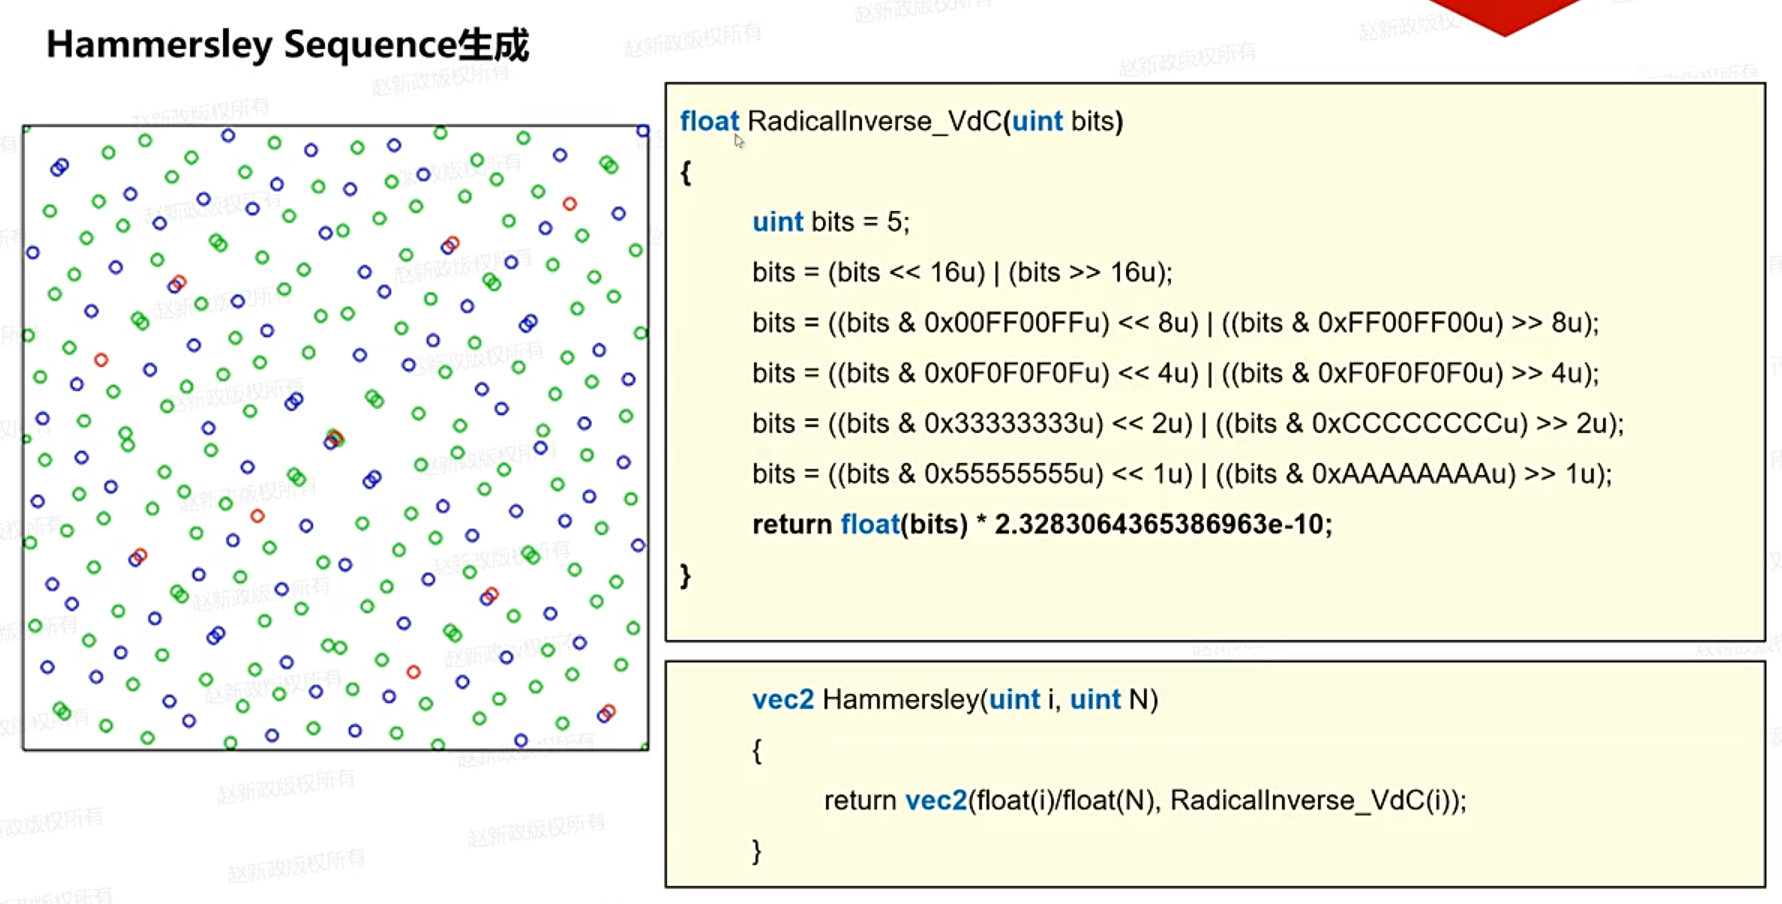 Hammersley Sequence生成
float RadicalInverse_VdC(uint bits)
{
uint bits = 5;
bits = (bits << 16u) | (bits >> 16u);
bits = ((bits & 0x00FF00FFu) << 8u) | ((bits & 0xFF00FF00u) >> 8u);
bits = ((bits & 0x0F0F0F0Fu) << 4u) | ((bits & 0xF0F0F0F0u) >> 4u);
bits = ((bits & 0x33333333u) << 2u) | ((bits & 0xCCCCCCCCu) >> 2u);
bits = ((bits & 0x55555555u) << 1u) | ((bits & 0xAAAAAAAAu) >> 1u);
return float(bits) * 2.3283064365386963e-10;
}
vec2 Hammersley(uint i, uint N)
{
return vec2(float(i)/float(N), RadicalInverse_VdC(i));
}
赵新政版权所有